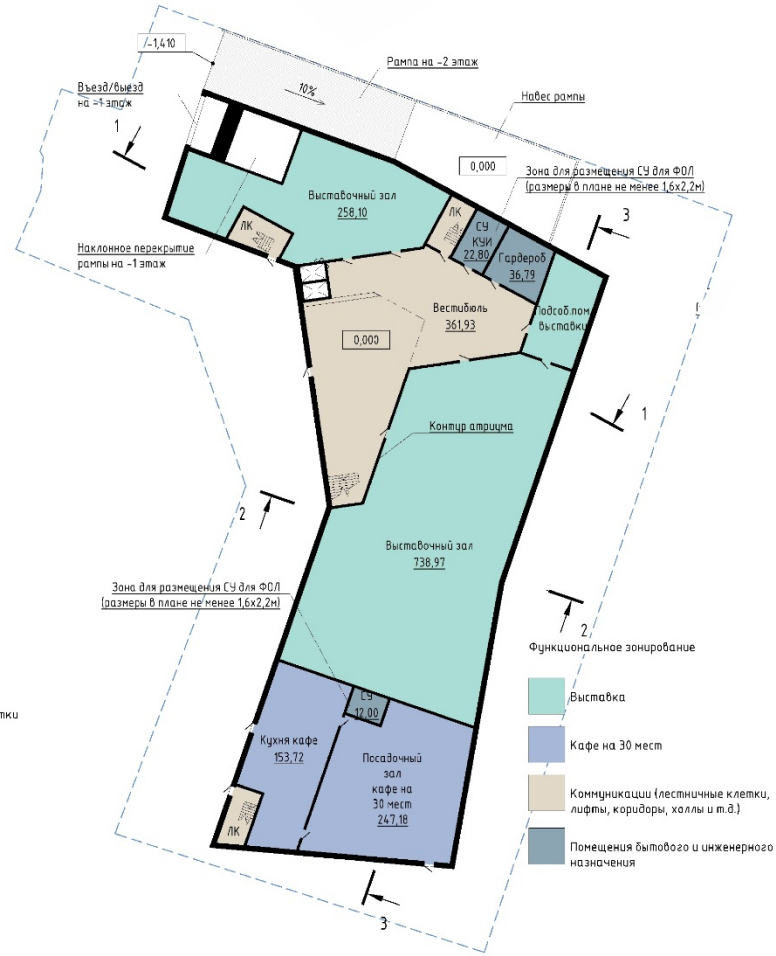 -1,410
Рампа на -2 этаж
Въезд/выезд
на -1 этаж
10%
Навес рампы
1
0,000
Зона для размещения СУ для ФОЛ
(размеры в плане не менее 1,6х2,2м)
3
Выставочный зал
258,10
ЛК
СУ
КУИ
22,80
Гардероб
36,79
ЛК
Наклонное перекрытие
рампы на -1 этаж
Вестибюль
361,93
Подсоб.пом.
выставки
0,000
1
Контур атриума
2
Выставочный зал
738,97
Зона для размещения СУ для ФОЛ
(размеры в плане не менее 1,6х2,2м)
2
Функциональное зонирование
СУ
12,00
Выставка
тки
Кухня кафе
153,72
Кафе на 30 мест
Посадочный
зал
кафе на
30 мест
247,18
Коммуникации (лестничные клетки,
лифты, коридоры, холлы и т.д.)
ЛК
Помещения бытового и инженерного
назначения
3